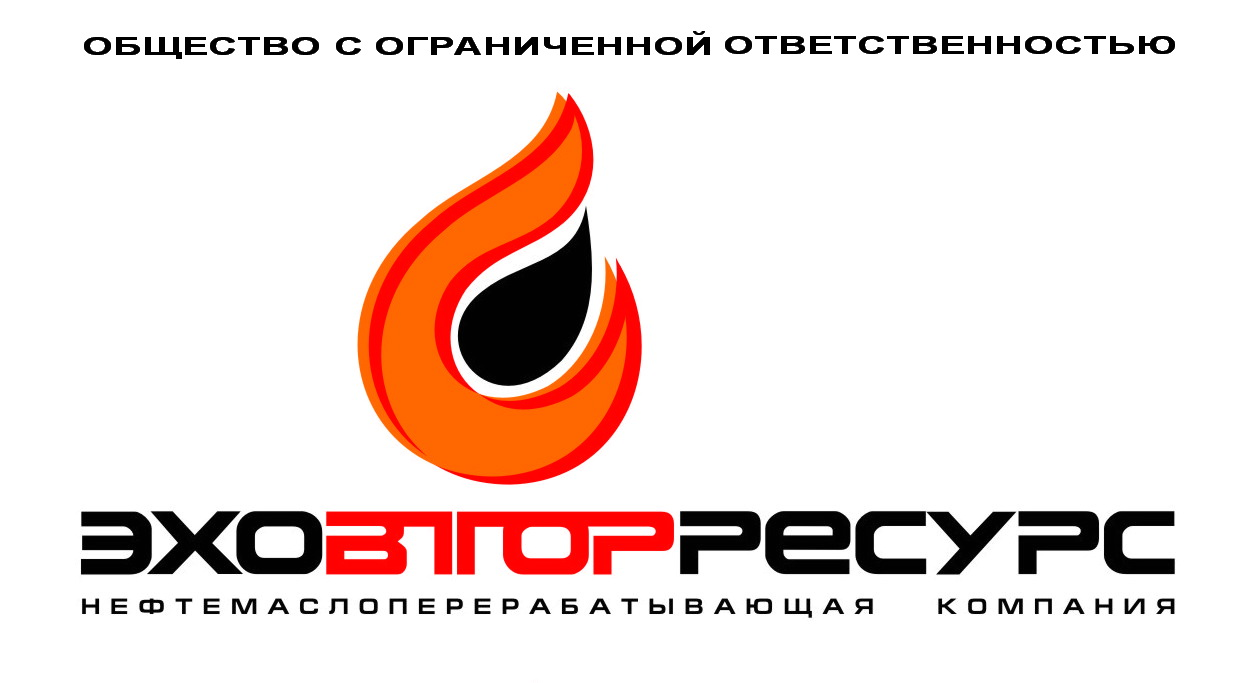 ОБЩЕСТВО С ОГРАНИЧЕННОЙ ОТВЕТСТВЕННОСТЬЮ
ЭХОВТОРРЕСУРС
НЕФТЕМАСЛОПЕРЕРАБАТЫВАЮЩАЯ КОМПАНИЯ